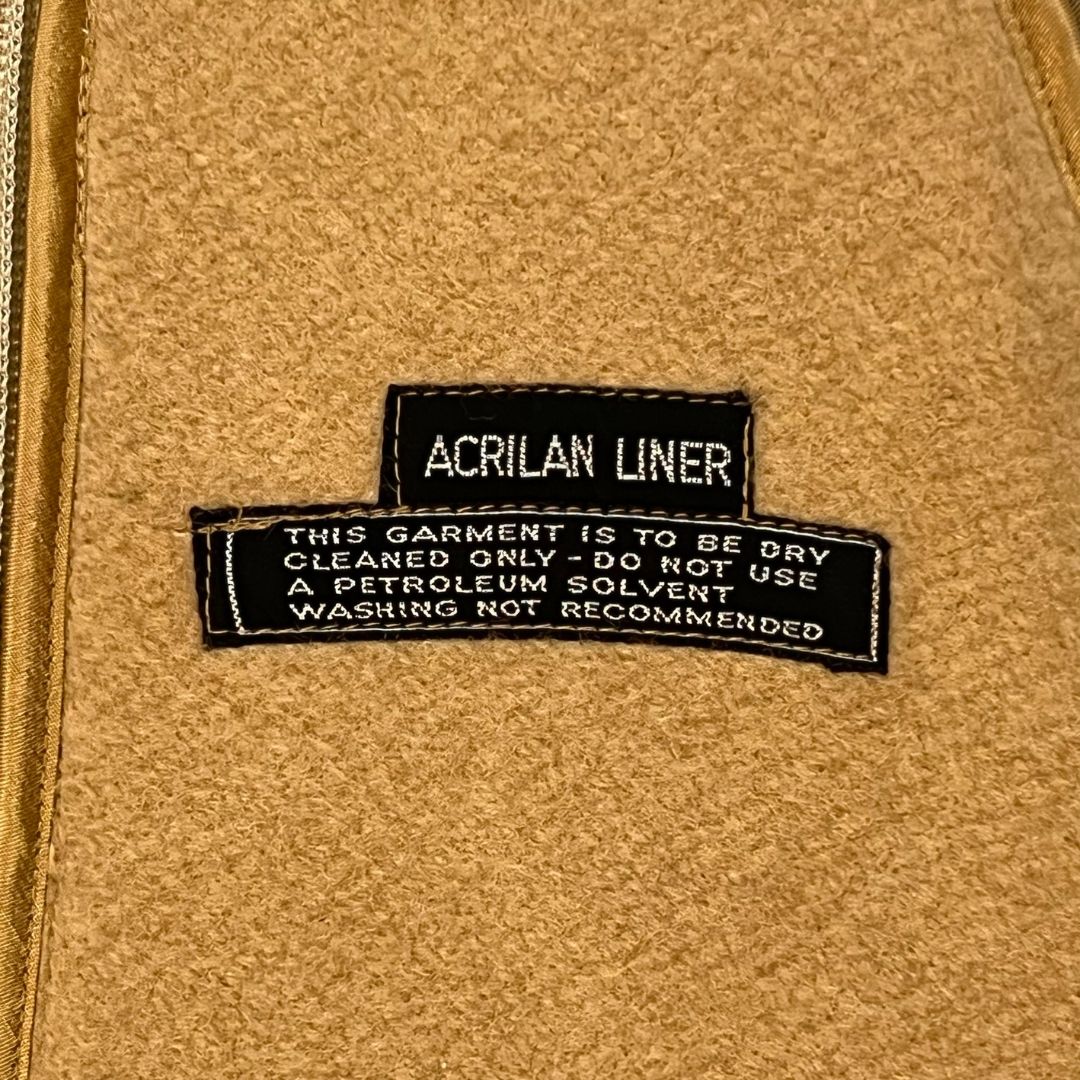 ACRILAN LINER
THIS GARMENT IS TO BE DRY
CLEANED ONLY - DO NOT USE
A PETROLEUM SOLVENT
WASHING NOT RECOMMENDED